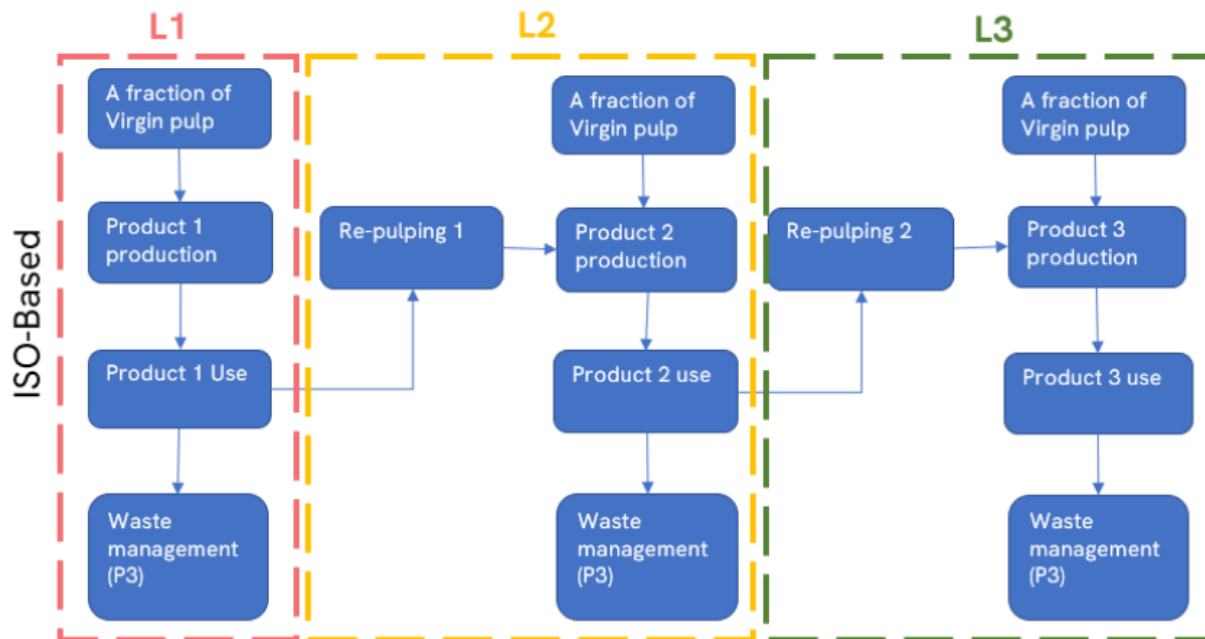 L1
L2
L3
ISO-Based
A fraction of
Virgin pulp
Product 1
production
Product 1 Use
Waste
management
(P3)
Re-pulping 1
A fraction of
Virgin pulp
Product 2
production
Product 2 use
Waste
management
(P3)
Re-pulping 2
A fraction of
Virgin pulp
Product 3
production
Product 3 use
Waste
management
(P3)